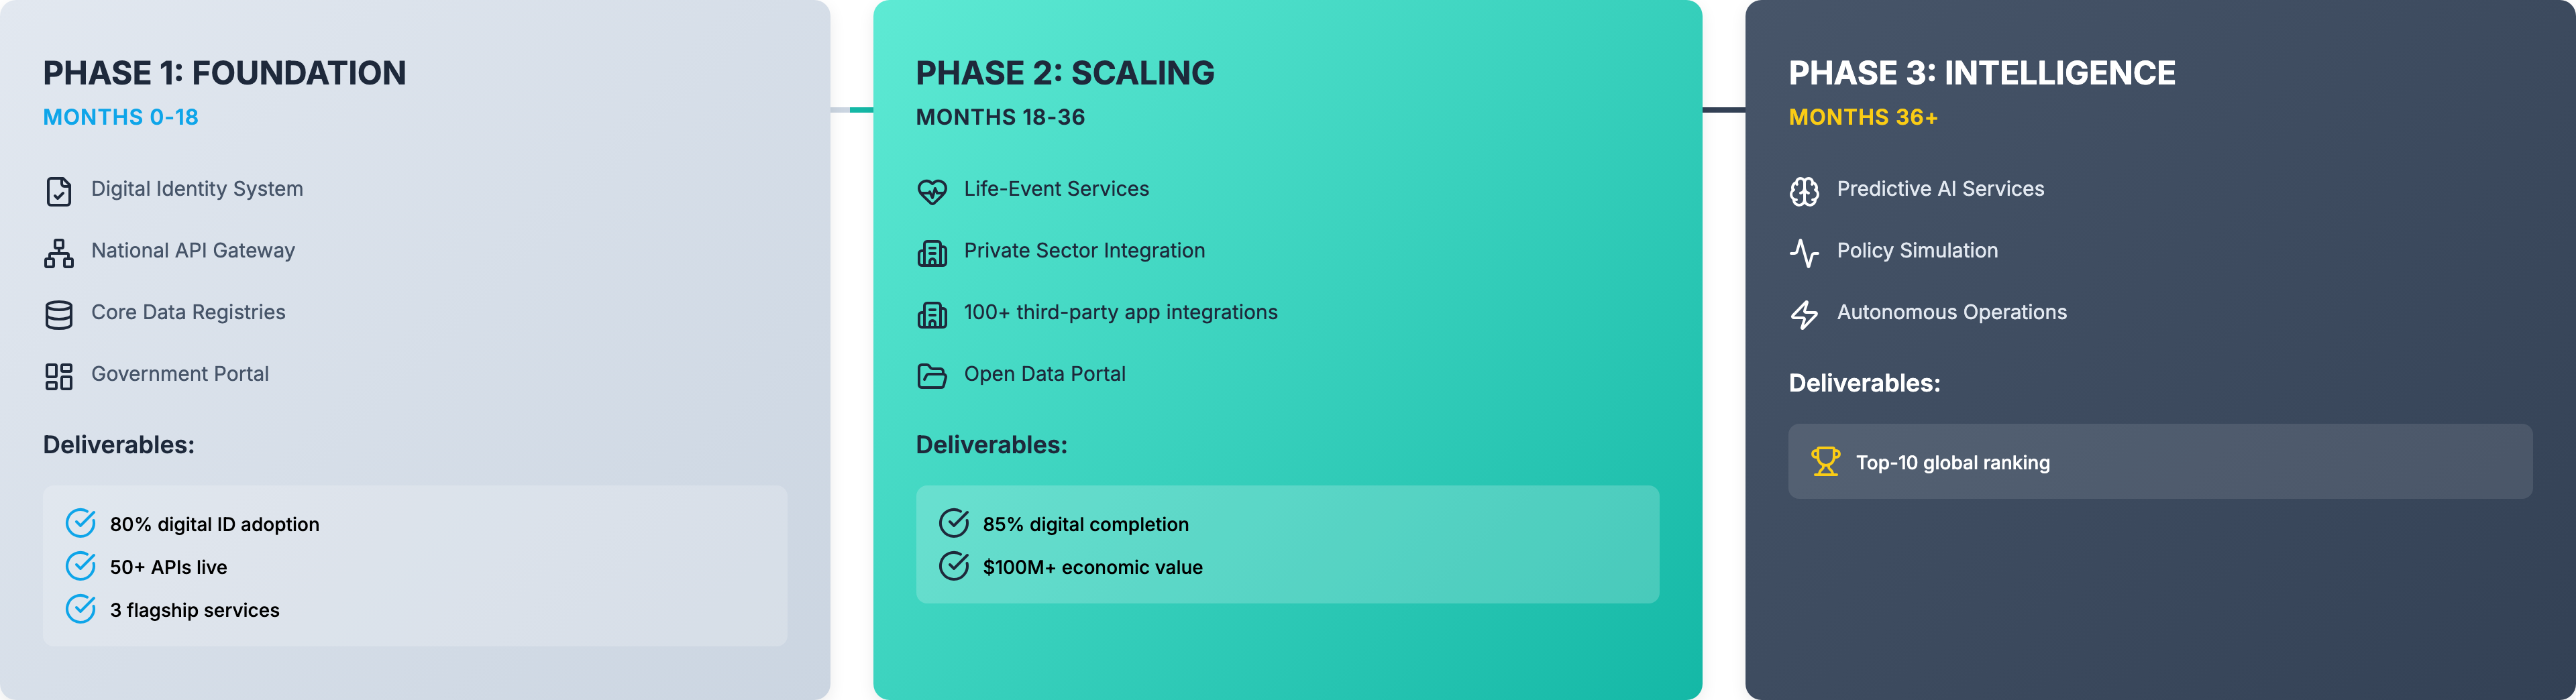 PHASE 1: FOUNDATION
MONTHS 0-18
Digital Identity System
National API Gateway
Core Data Registries
Government Portal
Deliverables:
80% digital ID adoption
50+ APIs live
3 flagship services
PHASE 2: SCALING
MONTHS 18-36
Life-Event Services
Private Sector Integration
100+ third-party app integrations
Open Data Portal
Deliverables:
85% digital completion
$100M+ economic value
PHASE 3: INTELLIGENCE
MONTHS 36+
Predictive AI Services
Policy Simulation
Autonomous Operations
Deliverables:
Top-10 global ranking